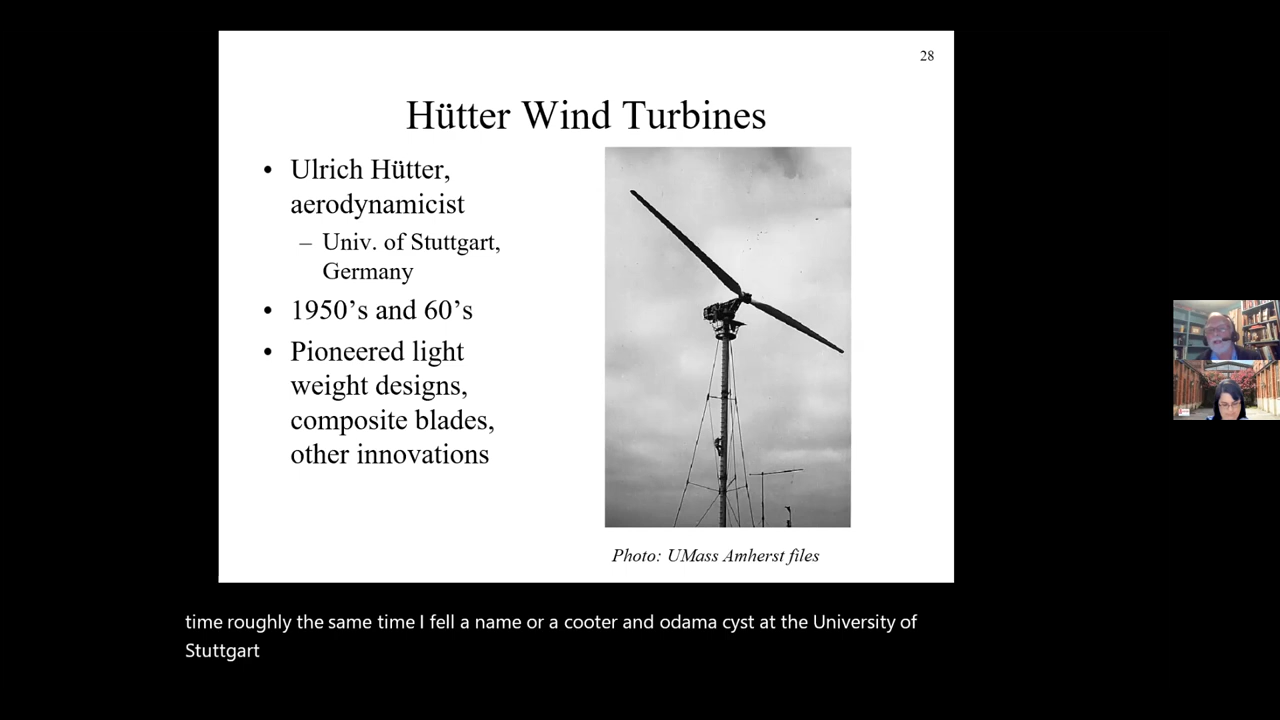 28
Hütter Wind Turbines
• Ulrich Hütter,
aerodynamicist
– Univ. of Stuttgart,
Germany
• 1950’s and 60’s
• Pioneered light
weight designs,
composite blades,
other innovations
Photo: UMass Amherst files
time roughly the same time I fell a name or a cooter and odama cyst at the University of
Stuttgart